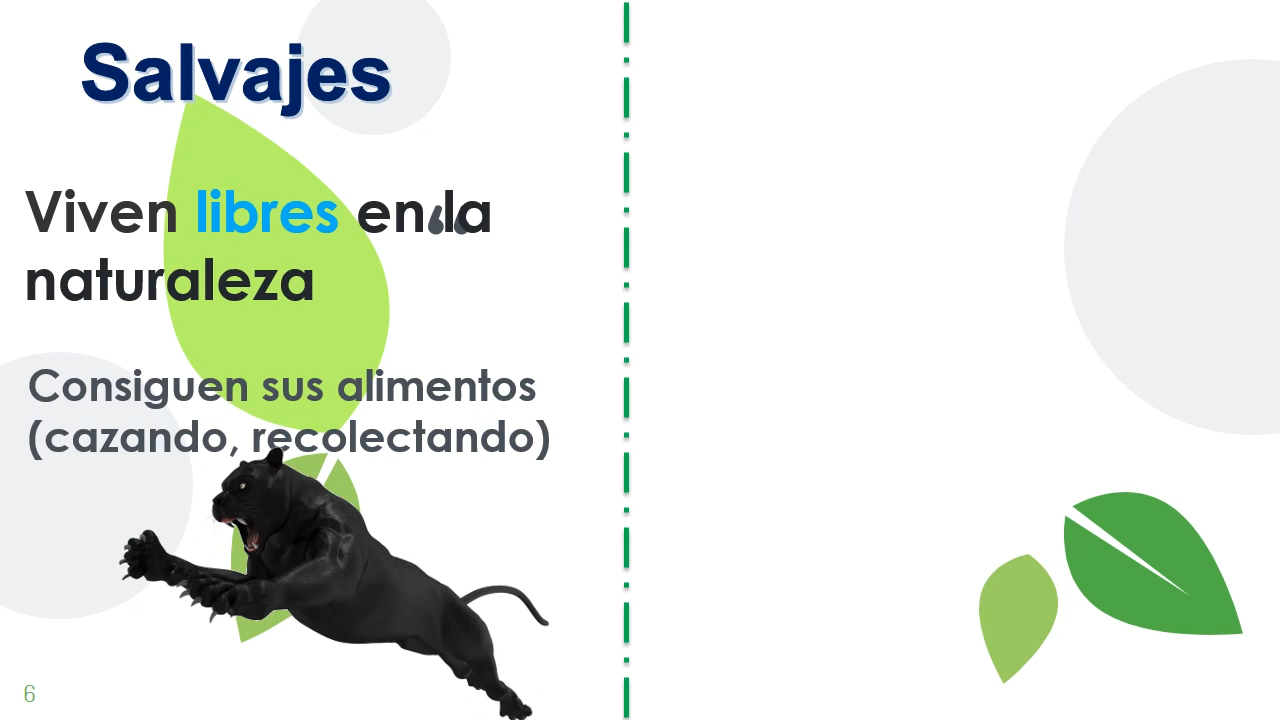 Salvajes
Viven libres en la
naturaleza
Consiguen sus alimentos
(cazando, recolectando)
6